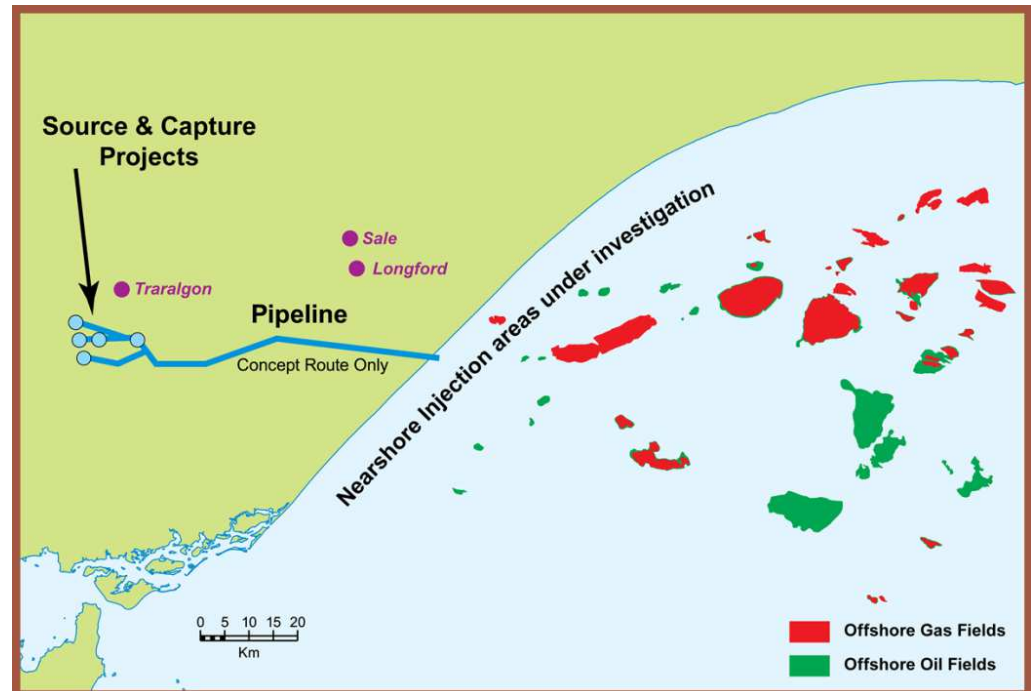 Source & Capture
Projects
Sale
Longford
Traralgon
Pipeline
Concept Route Only
Nearshore Injection areas under investigation
0 5 10 15 20
Km
Offshore Gas Fields
Offshore Oil Fields